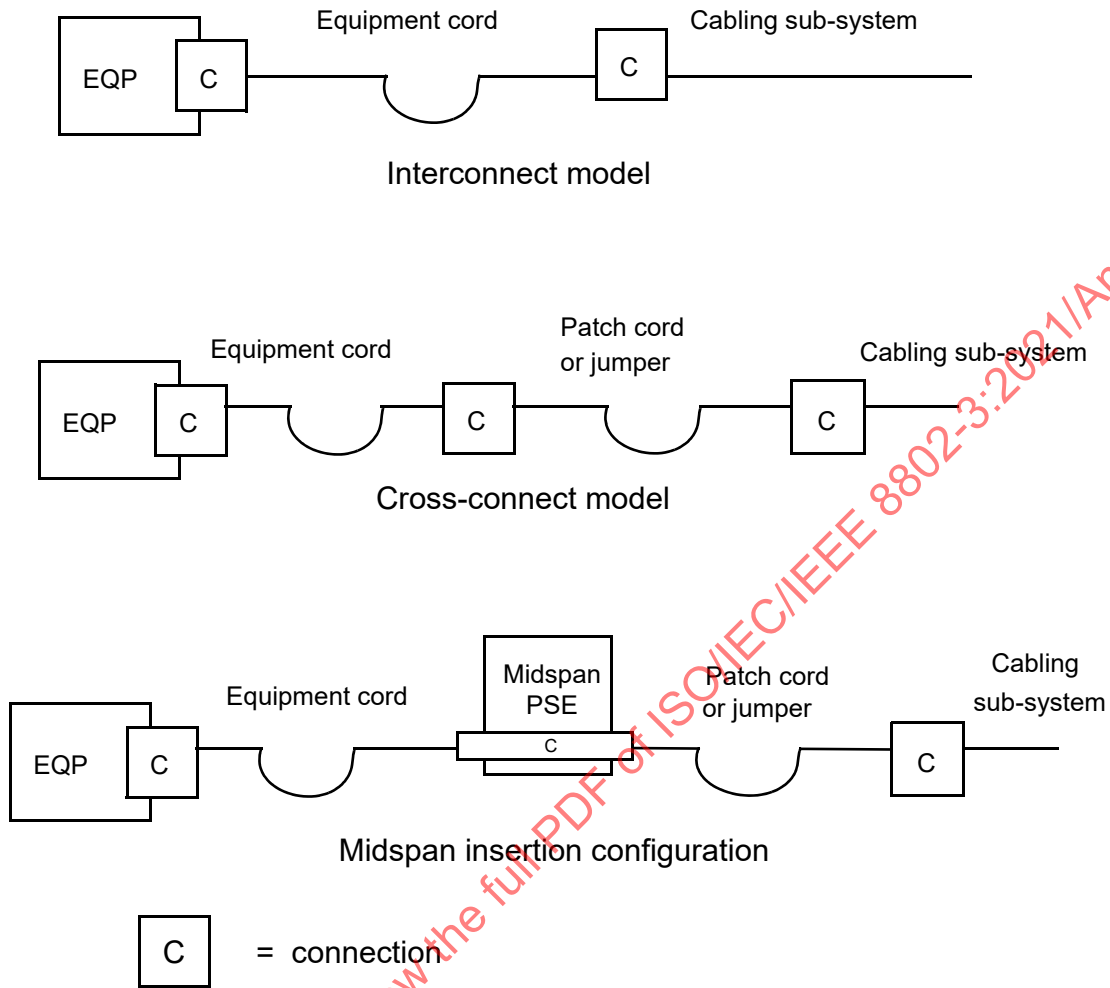 Equipment cord
Cabling sub-system
EQP
C
C
Interconnect model
Equipment cord
Patch cord
or jumper
Cabling sub-system
EQP
C
C
C
Cross-connect model
Equipment cord
Midspan
PSE
Patch cord
or jumper
Cabling
sub-system
EQP
C
C
C
Midspan insertion configuration
C
= connection
the full PDF of ISO/IEC/IEEE 8802-3:2021/